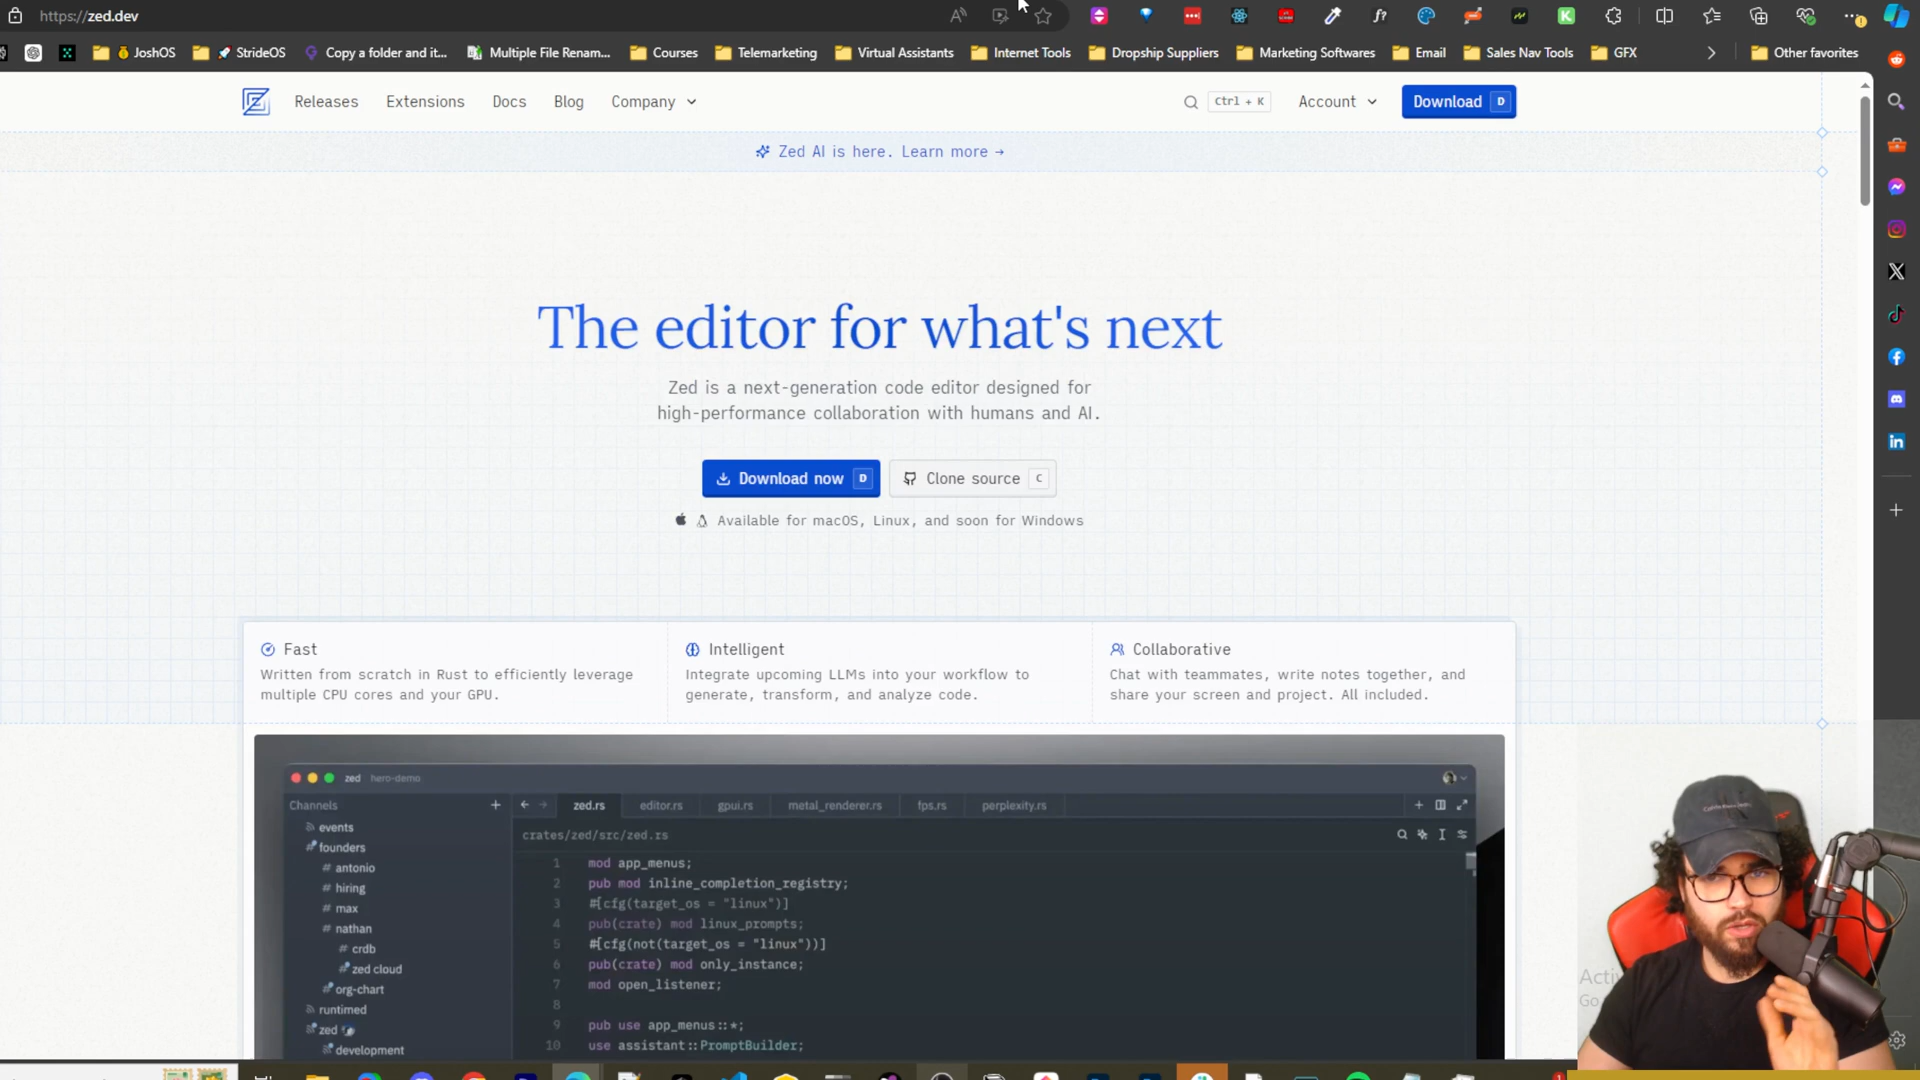 https://zed.dev
JoshOS
StrideOS
Copy a folder and it...
Multiple File Renam...
Courses
Telemarketing
Virtual Assistants
Internet Tools
Dropship Suppliers
Marketing Softwares
Email
Sales Nav Tools
GFX
Other favorites
Releases
Extensions
Docs
Blog
Company
Ctrl + K
Account
Download D
Zed AI is here. Learn more →
The editor for what's next
Zed is a next-generation code editor designed for
high-performance collaboration with humans and AI.
Download now D
Clone source C
Available for macOS, Linux, and soon for Windows
Fast
Written from scratch in Rust to efficiently leverage
multiple CPU cores and your GPU.
Intelligent
Integrate upcoming LLMs into your workflow to
generate, transform, and analyze code.
Collaborative
Chat with teammates, write notes together, and
share your screen and project. All included.
zed hero-demo
Channels
events
founders
# antonio
# hiring
# max
nathan
# crdb
zed cloud
org-chart
runtimed
zed
development
zed.rs
editor.rs
gpui.rs
metal_renderer.rs
fps.rs
perplexity.rs
crates/zed/src/zed.rs
1 mod app_menus;
2 pub mod inline_completion_registry;
3 #[cfg(target_os = "linux")]
4 pub(crate) mod linux_prompts;
5 #[cfg(not(target_os = "linux"))]
6 pub(crate) mod only_instance;
7 mod open_listener;
8
9 pub use app_menus::*;
10 use assistant::PromptBuilder;
Activ
Go